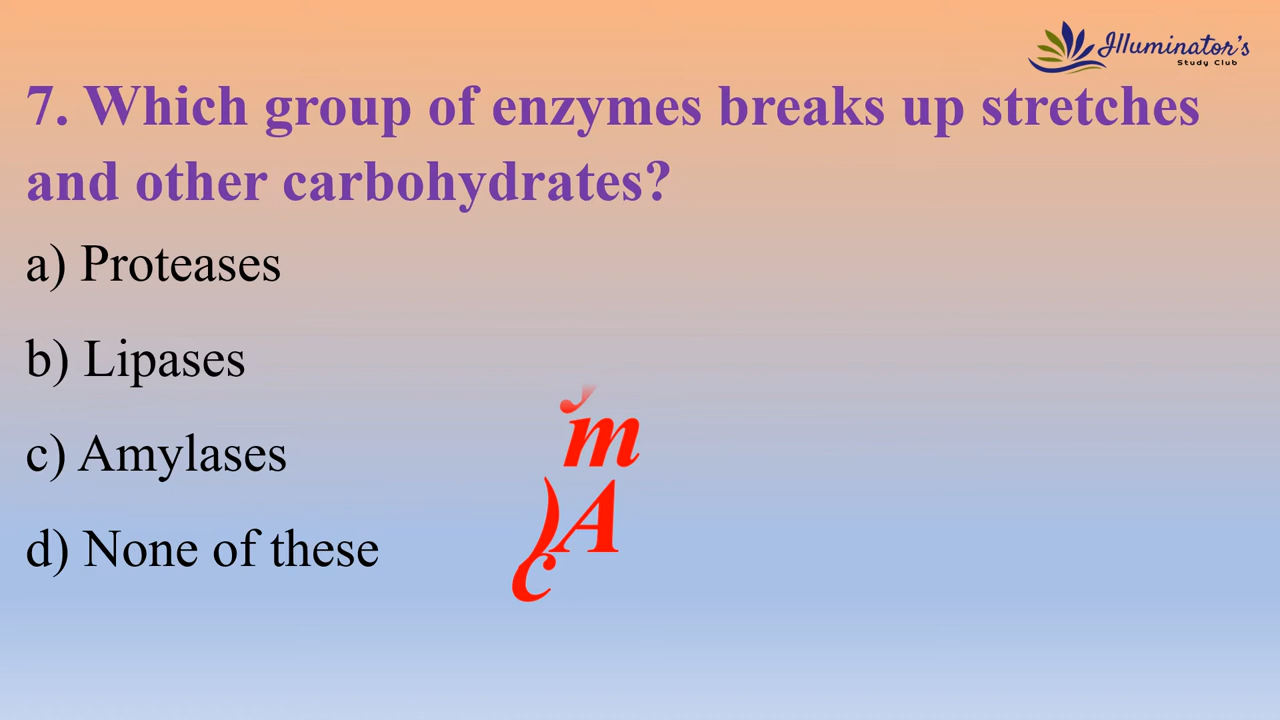 Illuminator's
Study Club
7. Which group of enzymes breaks up stretches
and other carbohydrates?
a) Proteases
b) Lipases
c) Amylases
d) None of these
y
m
)A
c